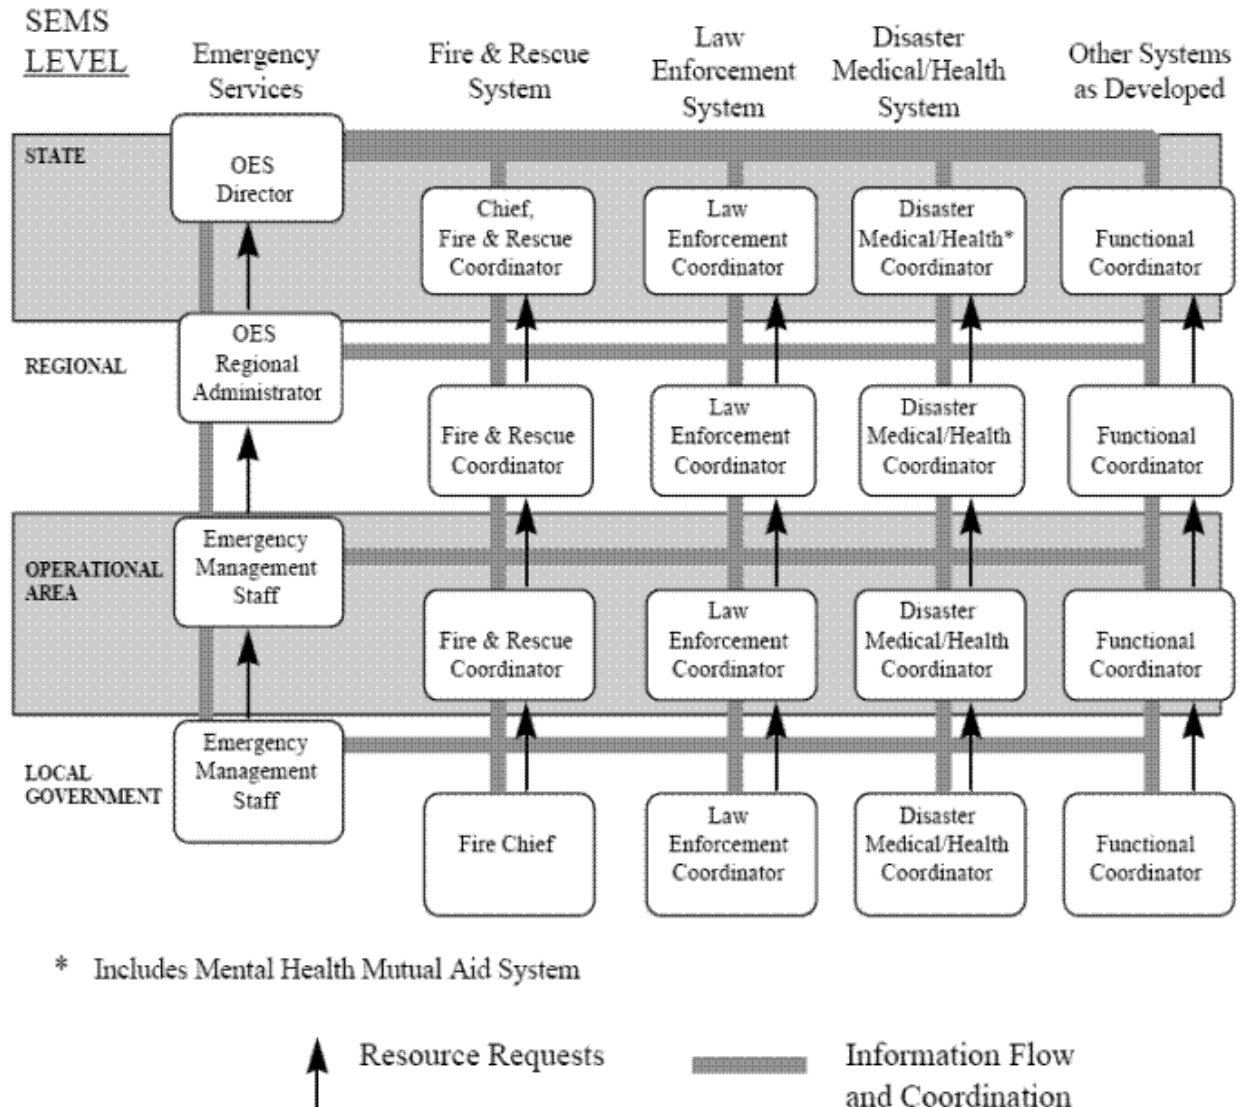 SEMS
LEVEL
Emergency
Services
Fire & Rescue
System
Law
Enforcement
System
Disaster
Medical/Health
System
Other Systems
as Developed
STATE
OES
Director
Chief,
Fire & Rescue
Coordinator
Law
Enforcement
Coordinator
Disaster
Medical/Health*
Coordinator
Functional
Coordinator
REGIONAL
OES
Regional
Administrator
Fire & Rescue
Coordinator
Law
Enforcement
Coordinator
Disaster
Medical/Health
Coordinator
Functional
Coordinator
OPERATIONAL
AREA
Emergency
Management
Staff
Fire & Rescue
Coordinator
Law
Enforcement
Coordinator
Disaster
Medical/Health
Coordinator
Functional
Coordinator
LOCAL
GOVERNMENT
Emergency
Management
Staff
Fire Chief
Law
Enforcement
Coordinator
Disaster
Medical/Health
Coordinator
Functional
Coordinator
* Includes Mental Health Mutual Aid System
Resource Requests
Information Flow
and Coordination